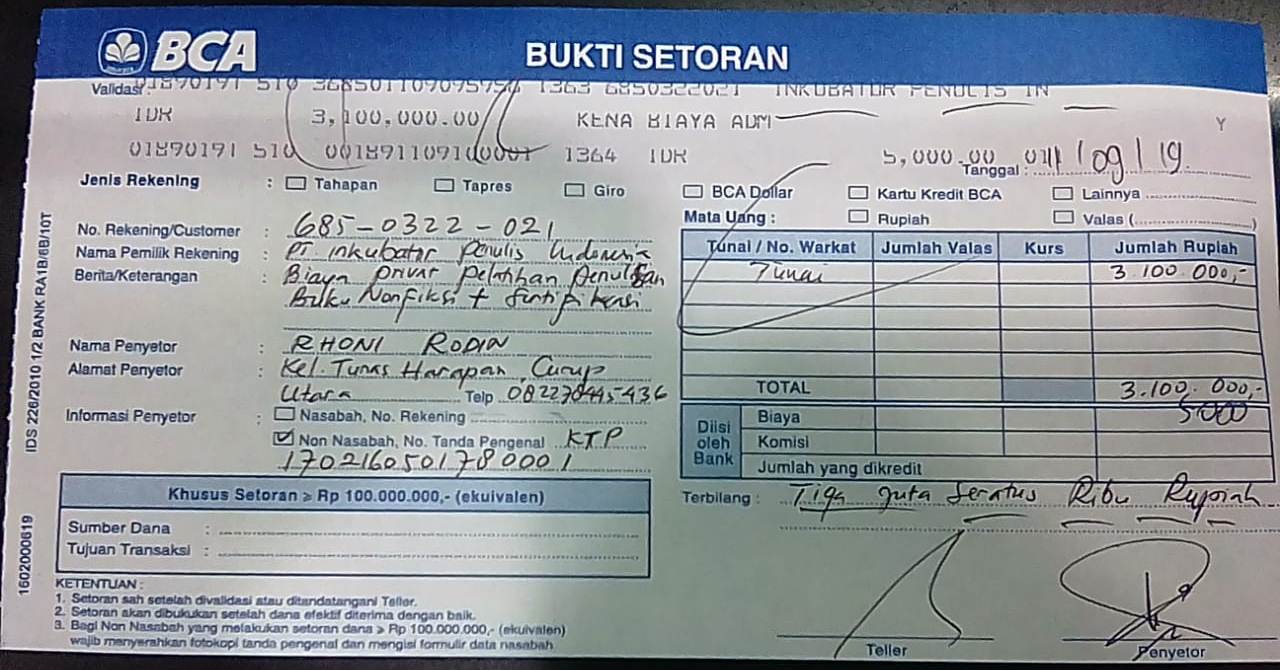 BCA
BUKTI SETORAN
Validasi : 01890191 510 1363 6850322021 INKUBATOR PENULIS IN
IDR 3,100,000.00 KENA BIAYA ADM Y
01890191 510 1364 IDR 5,000.00
Tanggal : 04/09/19
Jenis Rekening : Tahapan Tapres Giro BCA Dollar Kartu Kredit BCA Lainnya
Mata Uang : Rupiah Valas ( )
No. Rekening/Customer : 685-0322-021
Nama Pemilik Rekening : PT. Inkubator Penulis Indonesia
Berita/Keterangan : Biaya privat Pelatihan Penulisan
Buku Nonfiksi + Sertifikasi
Nama Penyetor : RHONI RODIN
Alamat Penyetor : Kel. Tunas Harapan, Curup
Utara Telp
Informasi Penyetor : Nasabah, No. Rekening
Non Nasabah, No. Tanda Pengenal KTP
1702160501780001
Tunai / No. Warkat Jumlah Valas Kurs Jumlah Rupiah
Tunai 3.100.000,-
TOTAL 3.100.000,-
Diisi oleh Bank
Biaya 5000
Komisi
Jumlah yang dikredit
Terbilang : Tiga juta Seratus Ribu Rupiah
Khusus Setoran ≥ Rp 100.000.000,- (ekuivalen)
Sumber Dana :
Tujuan Transaksi :
KETENTUAN :
1. Setoran sah setelah divalidasi atau ditandatangani Teller.
2. Setoran akan dibukukan setelah dana efektif diterima dengan baik.
3. Bagi Non Nasabah yang melakukan setoran dana ≥ Rp 100.000.000,- (ekuivalen)
wajib menyerahkan fotokopi tanda pengenal dan mengisi formulir data nasabah
Teller
Penyetor
IDS 226/2010 1/2 BANK RA1B/6B/10T
1602000619